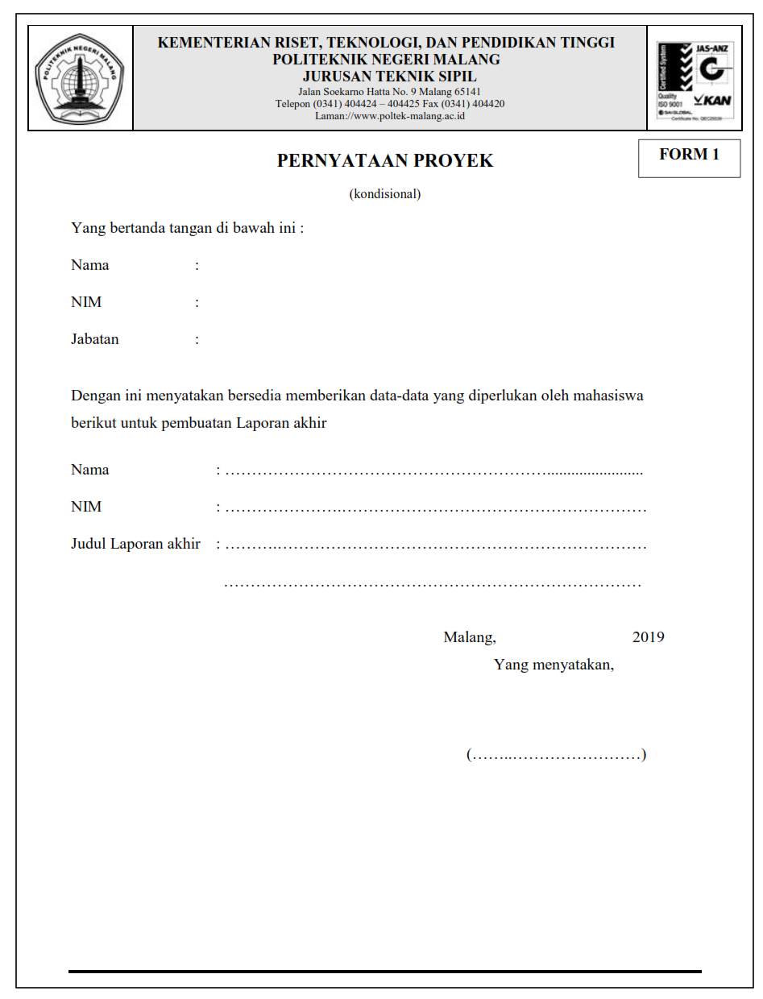 POLITEKNIK NEGERI MALANG
KEMENTERIAN RISET, TEKNOLOGI, DAN PENDIDIKAN TINGGI
POLITEKNIK NEGERI MALANG
JURUSAN TEKNIK SIPIL
Jalan Soekarno Hatta No. 9 Malang 65141
Telepon (0341) 404424 – 404425 Fax (0341) 404420
Laman://www.poltek-malang.ac.id
Certified System
JAS-ANZ
Quality
ISO 9001
KAN
SAI GLOBAL
Certificate No. QEC29539
PERNYATAAN PROYEK
FORM 1
(kondisional)
Yang bertanda tangan di bawah ini :
Nama :
NIM :
Jabatan :
Dengan ini menyatakan bersedia memberikan data-data yang diperlukan oleh mahasiswa
berikut untuk pembuatan Laporan akhir
Nama : ……………………………………………………......................
NIM : ………………….…………………………………………………
Judul Laporan akhir : ……….……………………………………………………………
……………………………………………………………………
Malang, 2019
Yang menyatakan,
(……..……………………)